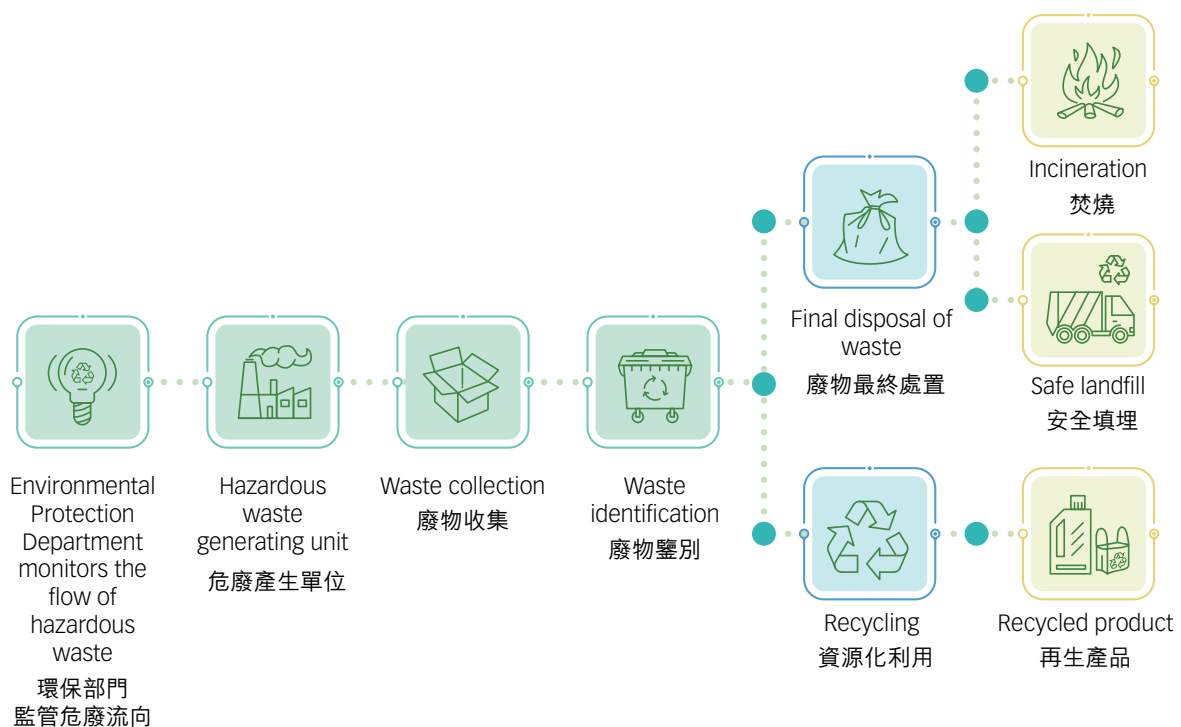 Incineration
焚燒
Final disposal of
waste
廢物最終處置
Safe landfill
安全填埋
Environmental
Protection
Department
monitors the
flow of
hazardous
waste
環保部門
監管危廢流向
Hazardous
waste
generating unit
危廢產生單位
Waste collection
廢物收集
Waste
identification
廢物鑒別
Recycling
資源化利用
Recycled product
再生產品